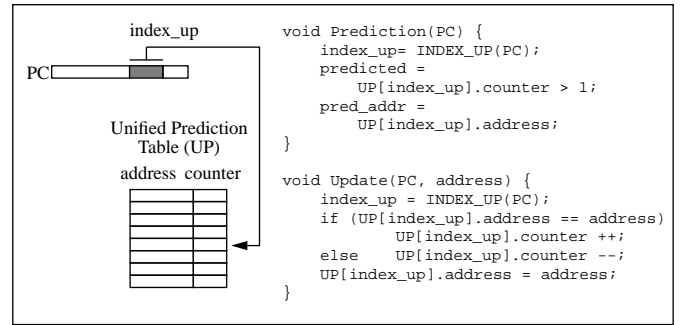 index_up
PC
Unified Prediction
Table (UP)
address counter
void Prediction(PC) {
index_up= INDEX_UP(PC);
predicted =
UP[index_up].counter > 1;
pred_addr =
UP[index_up].address;
}
void Update(PC, address) {
index_up = INDEX_UP(PC);
if (UP[index_up].address == address)
UP[index_up].counter ++;
else UP[index_up].counter --;
UP[index_up].address = address;
}